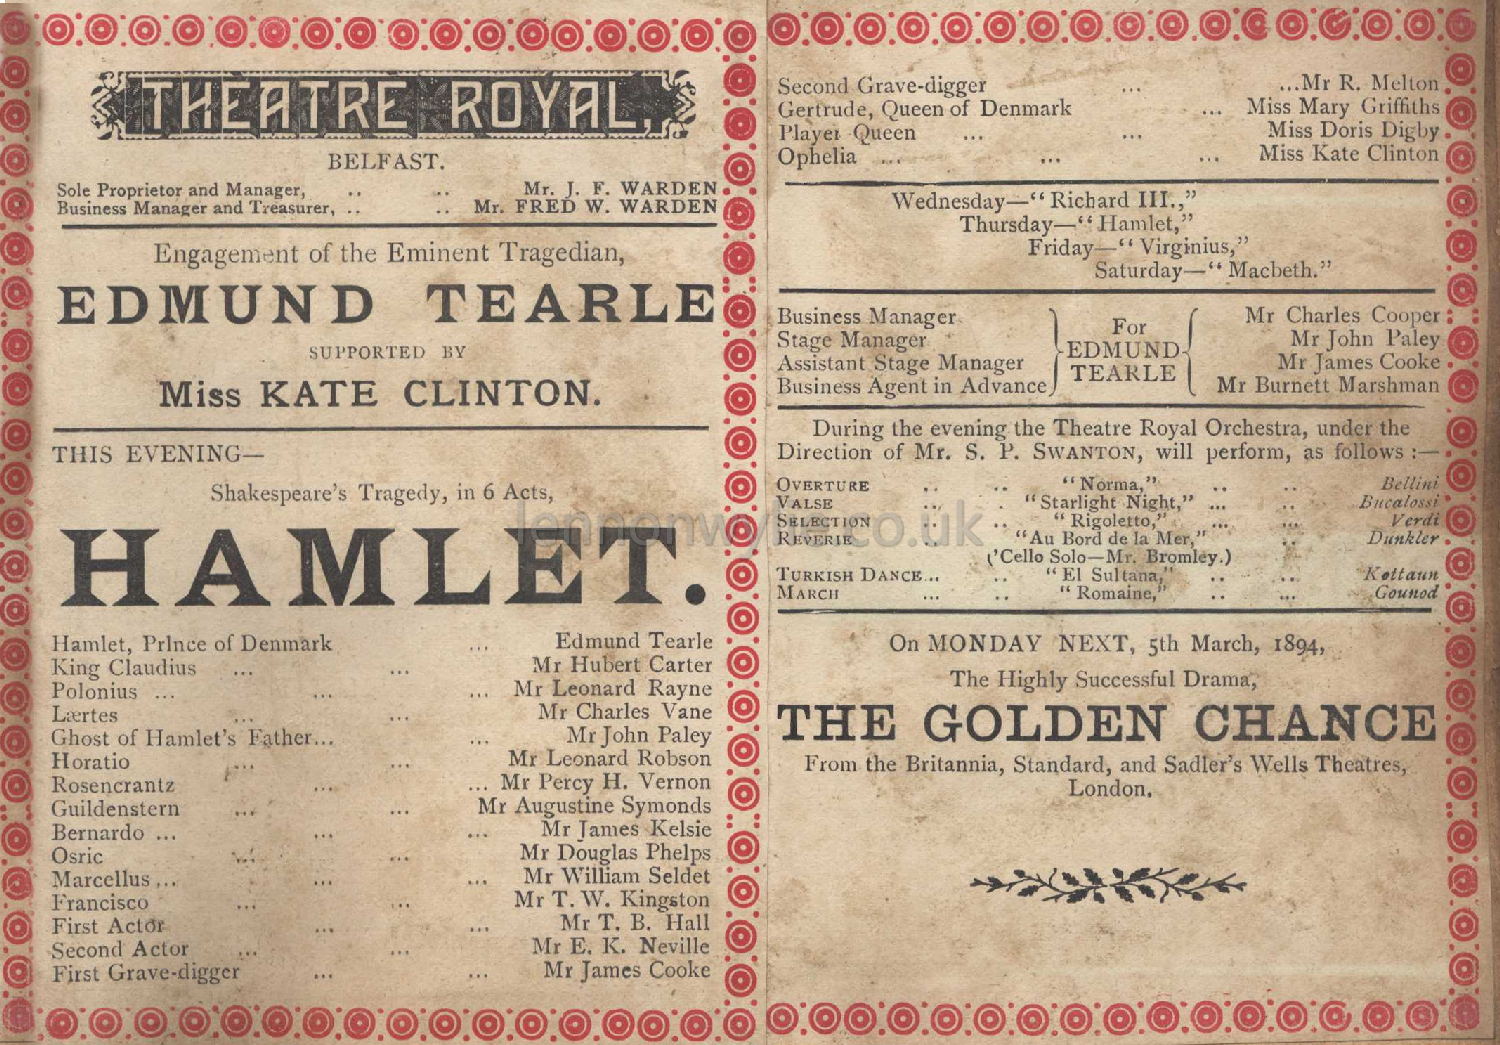 THEATRE ROYAL,
BELFAST.
Sole Proprietor and Manager, .. .. Mr. J. F. WARDEN
Business Manager and Treasurer, .. .. Mr. FRED W. WARDEN
Engagement of the Eminent Tragedian,
EDMUND TEARLE
SUPPORTED BY
Miss KATE CLINTON.
THIS EVENING—
Shakespeare's Tragedy, in 6 Acts,
HAMLET.
Hamlet, PrInce of Denmark ... Edmund Tearle
King Claudius ... ... Mr Hubert Carter
Polonius ... ... ... Mr Leonard Rayne
Lærtes ... ... Mr Charles Vane
Ghost of Hamlet's Father... ... Mr John Paley
Horatio ... ... Mr Leonard Robson
Rosencrantz ... ... Mr Percy H. Vernon
Guildenstern ... ... Mr Augustine Symonds
Bernardo ... ... ... Mr James Kelsie
Osric ... ... Mr Douglas Phelps
Marcellus ... ... ... Mr William Seldet
Francisco ... ... Mr T. W. Kingston
First Actor ... ... Mr T. B. Hall
Second Actor ... ... Mr E. K. Neville
First Grave-digger ... ... Mr James Cooke
Second Grave-digger ... ...Mr R. Melton
Gertrude, Queen of Denmark ... Miss Mary Griffiths
Player Queen ... ... Miss Doris Digby
Ophelia ... ... ... Miss Kate Clinton
Wednesday—"Richard III.,"
Thursday—"Hamlet,"
Friday—"Virginius,"
Saturday—"Macbeth."
Business Manager Mr Charles Cooper
Stage Manager For Mr John Paley
Assistant Stage Manager EDMUND Mr James Cooke
Business Agent in Advance TEARLE Mr Burnett Marshman
During the evening the Theatre Royal Orchestra, under the
Direction of Mr. S. P. SWANTON, will perform, as follows :—
OVERTURE .. .. "Norma," .. .. Bellini
VALSE .. . "Starlight Night," ... .. Bucalossi
SELECTION .. .. "Rigoletto," ... ... Verdi
REVERIE .. "Au Bord de la Mer," .. Dunkler
('Cello Solo—Mr. Bromley.)
TURKISH DANCE... .. "El Sultana," .. ... Kottaun
MARCH ... .. "Romaine," .. ... Gounod
On MONDAY NEXT, 5th March, 1894,
The Highly Successful Drama,
THE GOLDEN CHANCE
From the Britannia, Standard, and Sadler's Wells Theatres,
London.
lennonwylie.co.uk